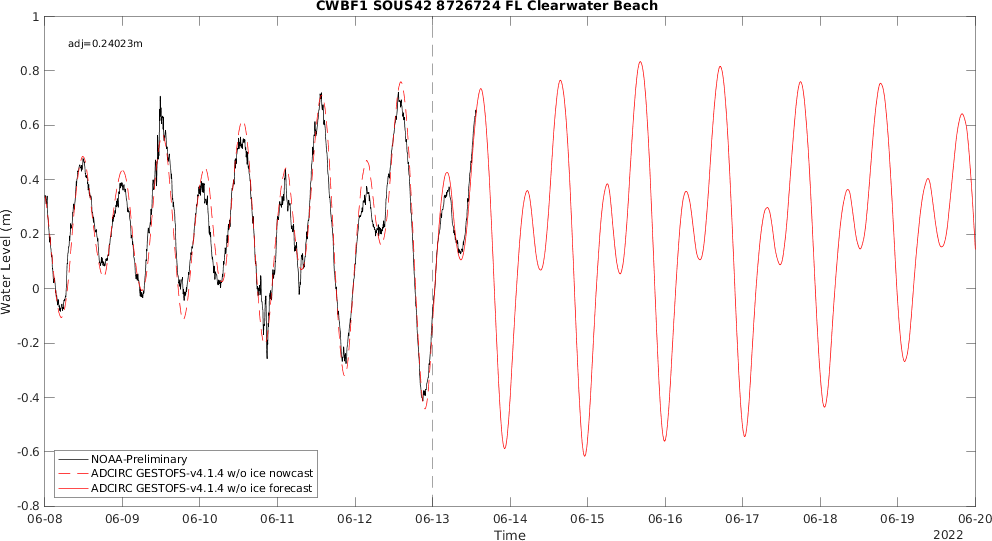 CWBF1 SOUS42 8726724 FL Clearwater Beach
adj=0.24023m
1
0.8
0.6
0.4
0.2
0
-0.2
-0.4
-0.6
-0.8
Water Level (m)
NOAA-Preliminary
ADCIRC GESTOFS-v4.1.4 w/o ice nowcast
ADCIRC GESTOFS-v4.1.4 w/o ice forecast
06-08 06-09 06-10 06-11 06-12 06-13 06-14 06-15 06-16 06-17 06-18 06-19 06-20
Time
2022